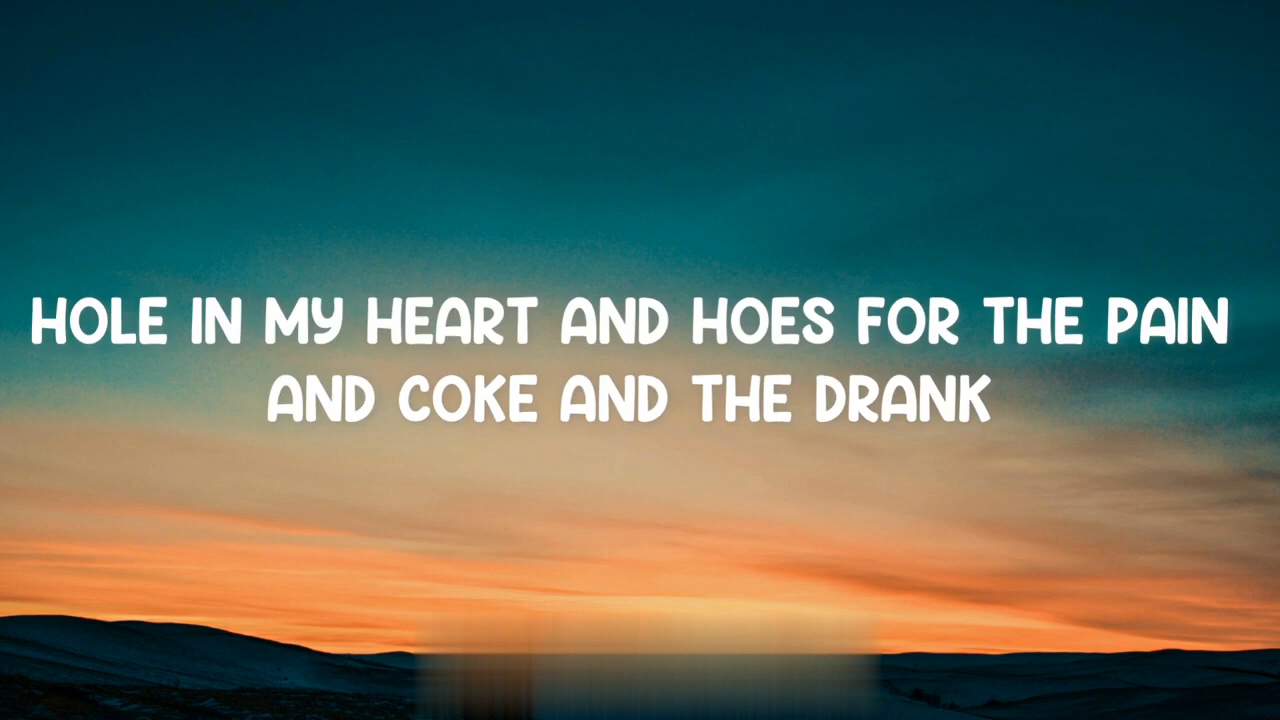 HOLE IN MY HEART AND HOES FOR THE PAIN
AND COKE AND THE DRANK